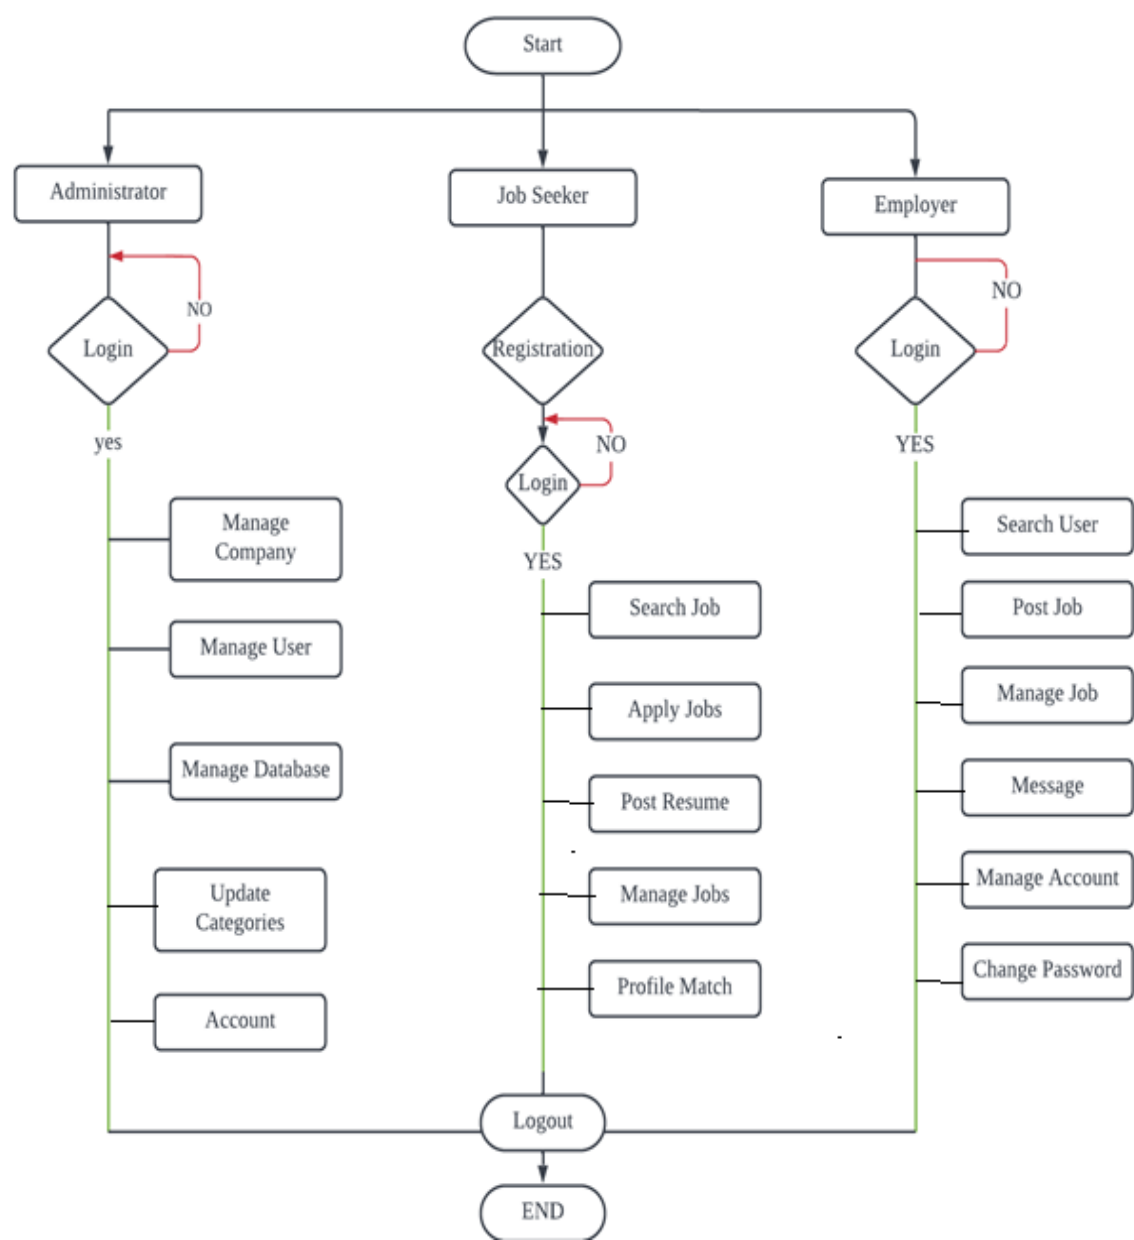 Start
Administrator
Job Seeker
Employer
NO
Login
yes
Manage
Company
Manage User
Manage Database
Update
Categories
Account
Registration
NO
Login
YES
Search Job
Apply Jobs
Post Resume
Manage Jobs
Profile Match
NO
Login
YES
Search User
Post Job
Manage Job
Message
Manage Account
Change Password
Logout
END